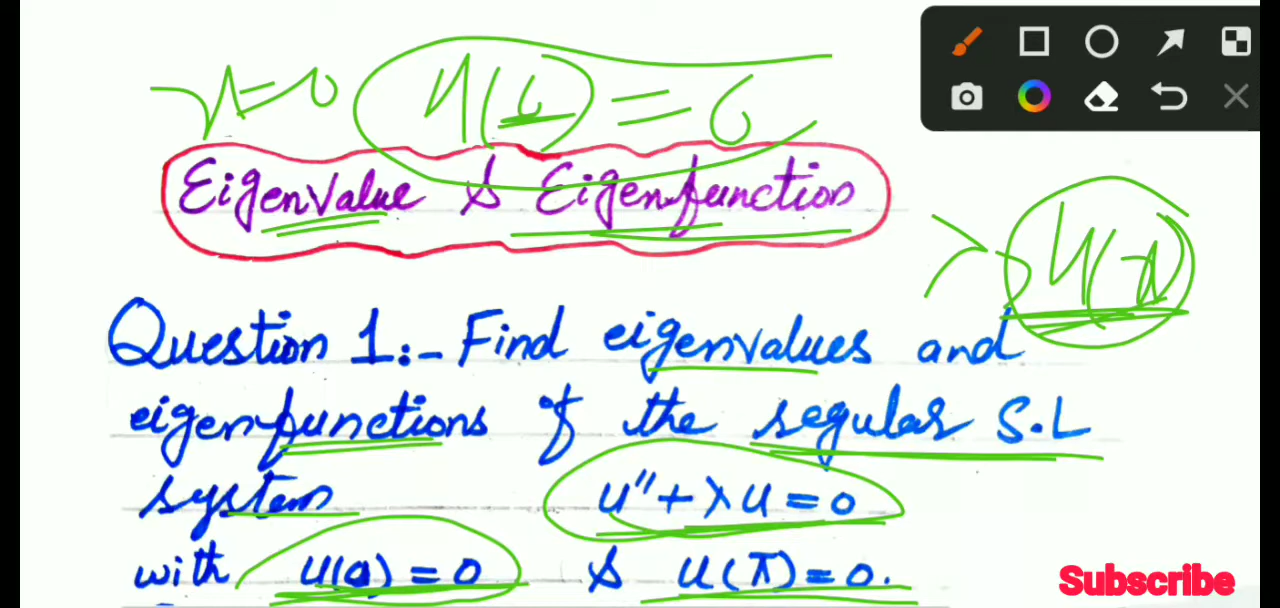 u(0) = 0
Eigenvalue & Eigenfunction
u(π)
Question 1:- Find eigenvalues and
eigenfunctions of the regular S.L
system u'' + λu = 0
with u(0) = 0 & u(π) = 0.
Subscribe